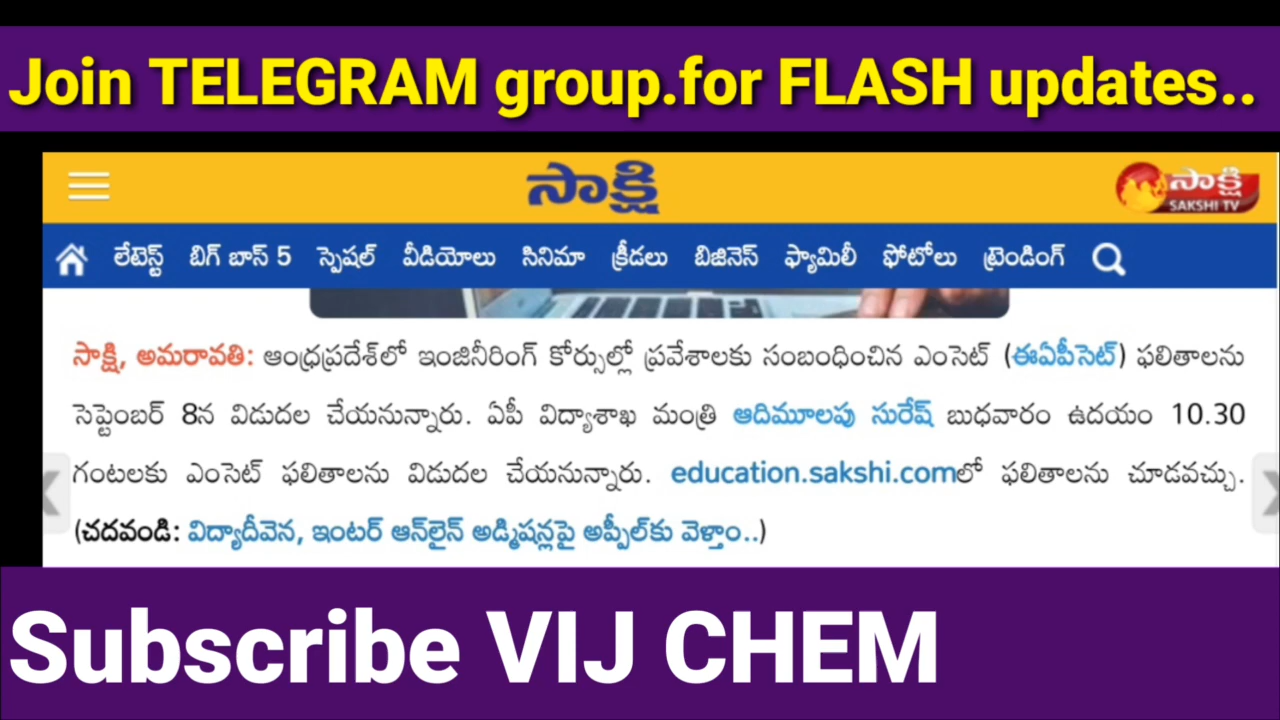 Join TELEGRAM group.for FLASH updates..
సాక్షి
సాక్షి
SAKSHI TV
లేటెస్ట్ బిగ్ బాస్ 5 స్పెషల్ వీడియోలు సినిమా క్రీడలు బిజినెస్ ఫ్యామిలీ ఫోటోలు ట్రెండింగ్
సాక్షి, అమరావతి: ఆంధ్రప్రదేశ్‌లో ఇంజినీరింగ్ కోర్సుల్లో ప్రవేశాలకు సంబంధించిన ఎంసెట్ (ఈఏపీసెట్) ఫలితాలను
సెప్టెంబర్ 8న విడుదల చేయనున్నారు. ఏపీ విద్యాశాఖ మంత్రి ఆదిమూలపు సురేష్ బుధవారం ఉదయం 10.30
గంటలకు ఎంసెట్ ఫలితాలను విడుదల చేయనున్నారు. education.sakshi.comలో ఫలితాలను చూడవచ్చు.
(చదవండి: విద్యాదీవెన, ఇంటర్ ఆన్‌లైన్ అడ్మిషన్లపై అప్పీల్‌కు వెళ్తాం..)
Subscribe VIJ CHEM